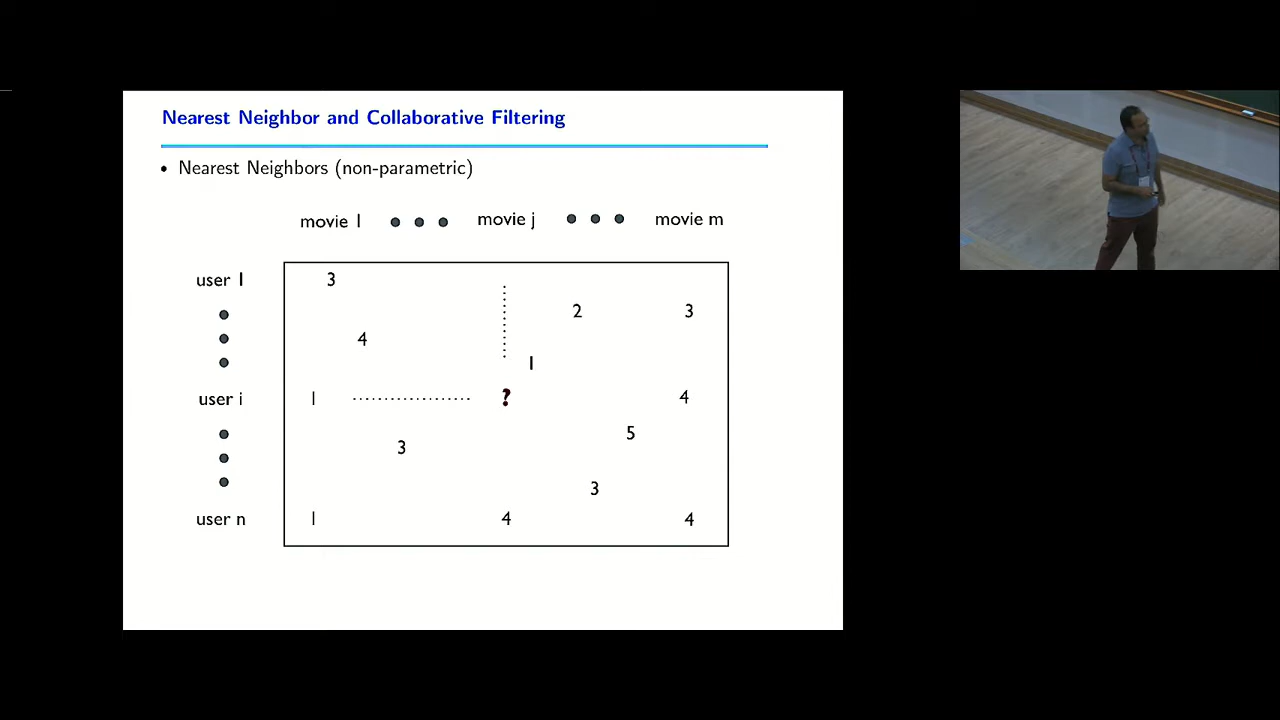 Nearest Neighbor and Collaborative Filtering
• Nearest Neighbors (non-parametric)
movie 1 ● ● ● movie j ● ● ● movie m
user 1 3
2 3
4
1
user i 1 ? 4
5
3
3
user n 1 4 4